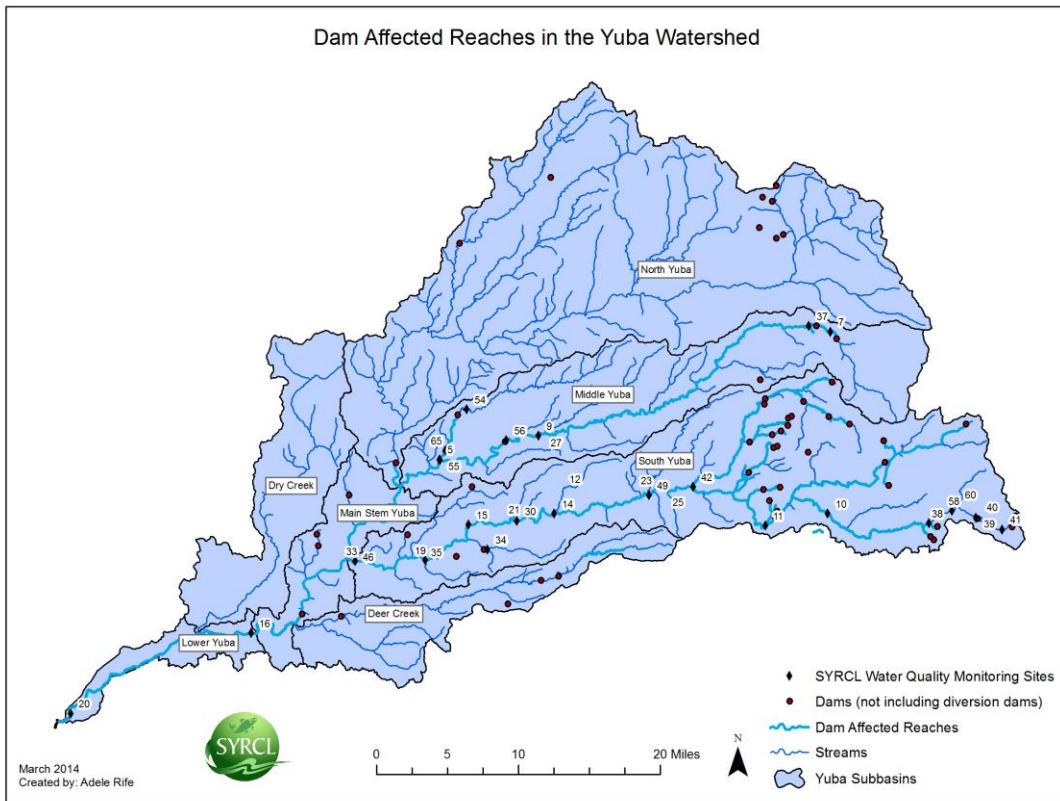 Dam Affected Reaches in the Yuba Watershed
North Yuba
37 7
54
Middle Yuba
65 5
56
9
27
55
South Yuba
Dry Creek
12
23
49
42
25
Main Stem Yuba
15
21
30
14
10
58
60
40
38
39
41
11
33
46
19
35
34
Deer Creek
16
Lower Yuba
20
SYRCL Water Quality Monitoring Sites
Dams (not including diversion dams)
Dam Affected Reaches
Streams
Yuba Subbasins
SYRCL
0 5 10 20 Miles
N
March 2014
Created by: Adele Rife